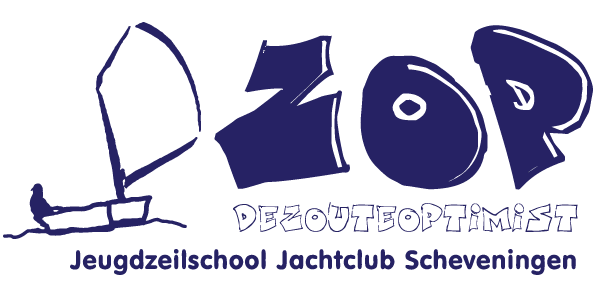 ZOP
DEZOUTEOPTIMIST
Jeugdzeilschool Jachtclub Scheveningen